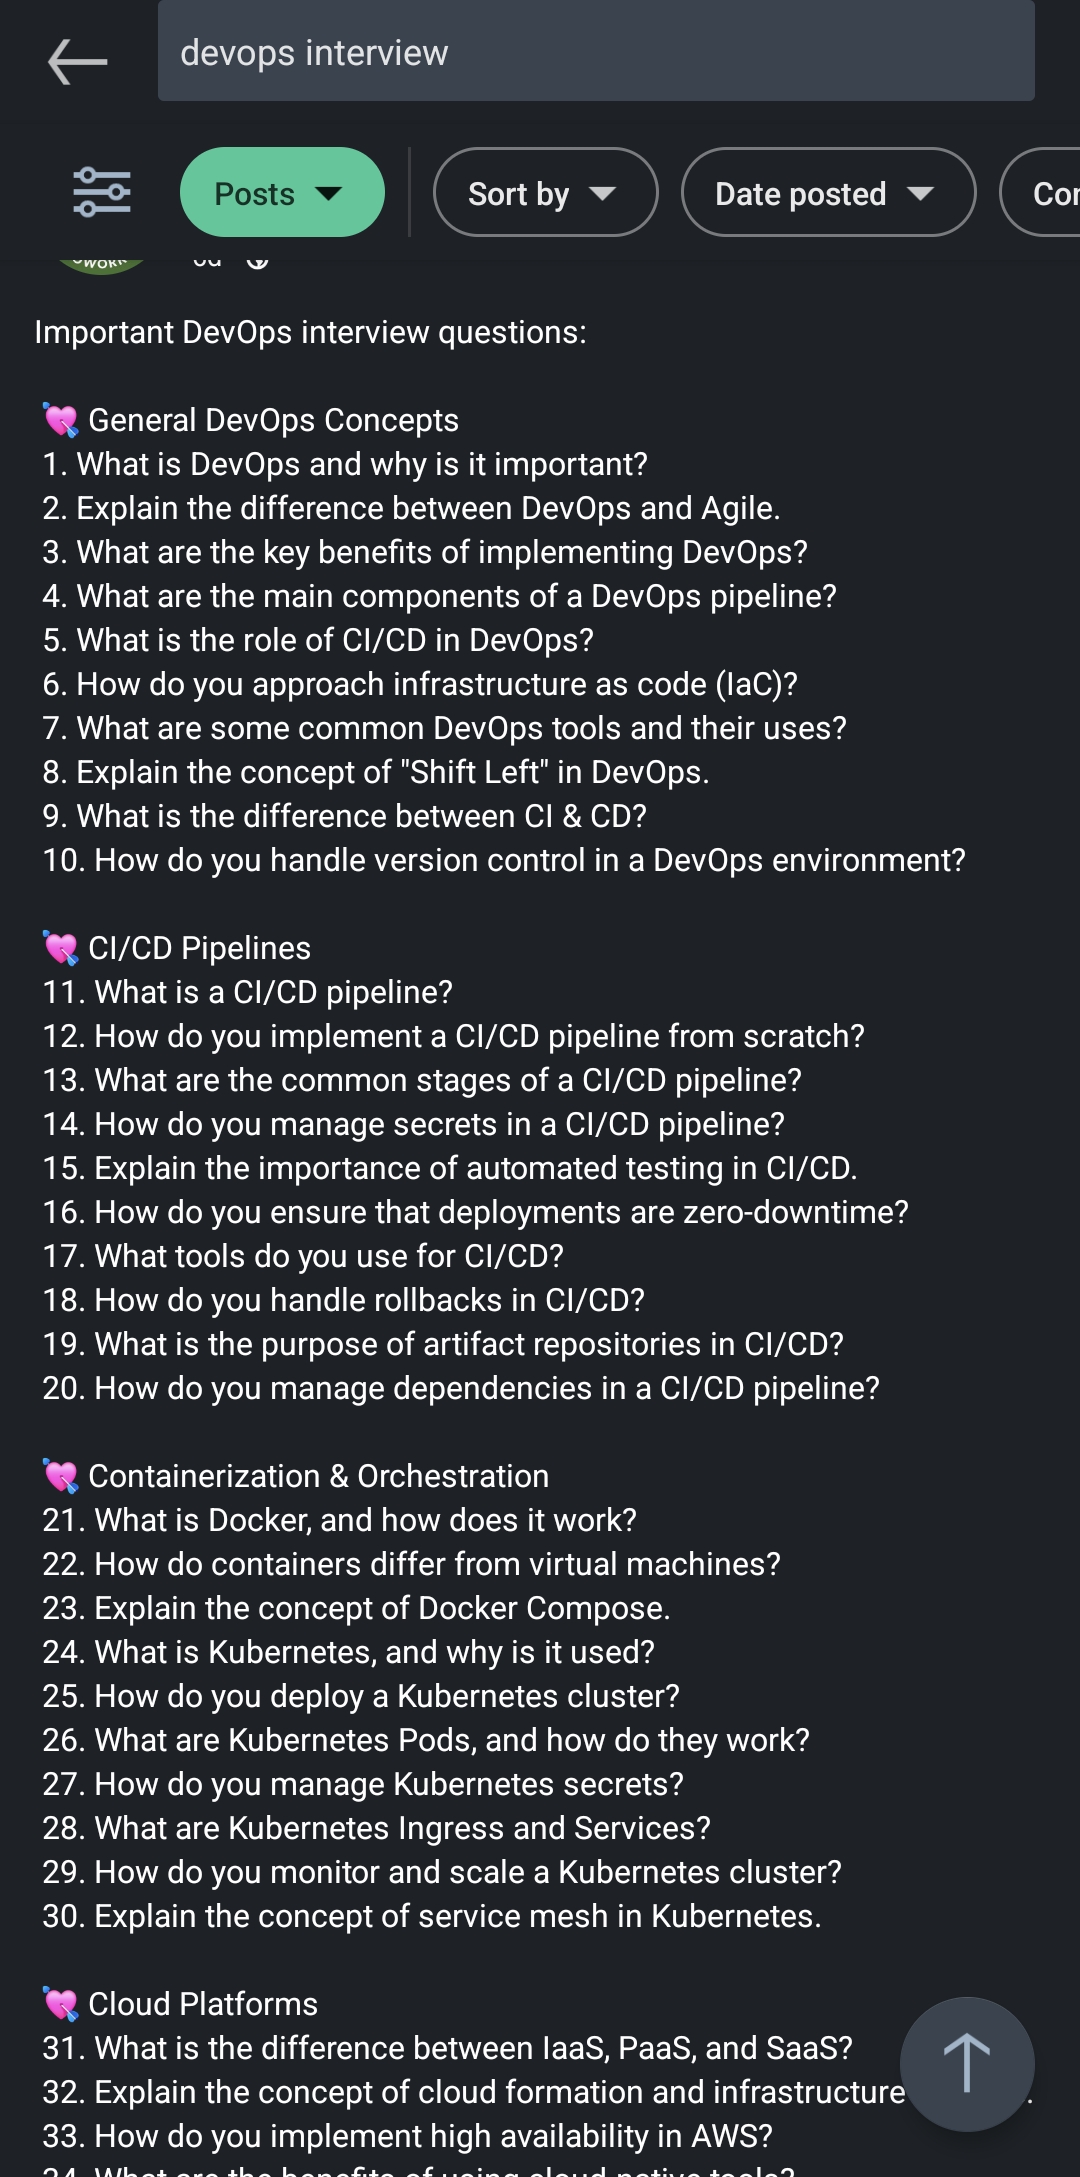 devops interview
Posts
Sort by
Date posted
Important DevOps interview questions:
💘 General DevOps Concepts
1. What is DevOps and why is it important?
2. Explain the difference between DevOps and Agile.
3. What are the key benefits of implementing DevOps?
4. What are the main components of a DevOps pipeline?
5. What is the role of CI/CD in DevOps?
6. How do you approach infrastructure as code (IaC)?
7. What are some common DevOps tools and their uses?
8. Explain the concept of "Shift Left" in DevOps.
9. What is the difference between CI & CD?
10. How do you handle version control in a DevOps environment?
💘 CI/CD Pipelines
11. What is a CI/CD pipeline?
12. How do you implement a CI/CD pipeline from scratch?
13. What are the common stages of a CI/CD pipeline?
14. How do you manage secrets in a CI/CD pipeline?
15. Explain the importance of automated testing in CI/CD.
16. How do you ensure that deployments are zero-downtime?
17. What tools do you use for CI/CD?
18. How do you handle rollbacks in CI/CD?
19. What is the purpose of artifact repositories in CI/CD?
20. How do you manage dependencies in a CI/CD pipeline?
💘 Containerization & Orchestration
21. What is Docker, and how does it work?
22. How do containers differ from virtual machines?
23. Explain the concept of Docker Compose.
24. What is Kubernetes, and why is it used?
25. How do you deploy a Kubernetes cluster?
26. What are Kubernetes Pods, and how do they work?
27. How do you manage Kubernetes secrets?
28. What are Kubernetes Ingress and Services?
29. How do you monitor and scale a Kubernetes cluster?
30. Explain the concept of service mesh in Kubernetes.
💘 Cloud Platforms
31. What is the difference between IaaS, PaaS, and SaaS?
32. Explain the concept of cloud formation and infrastructure
33. How do you implement high availability in AWS?
34. What are the benefits of using cloud-native tools?